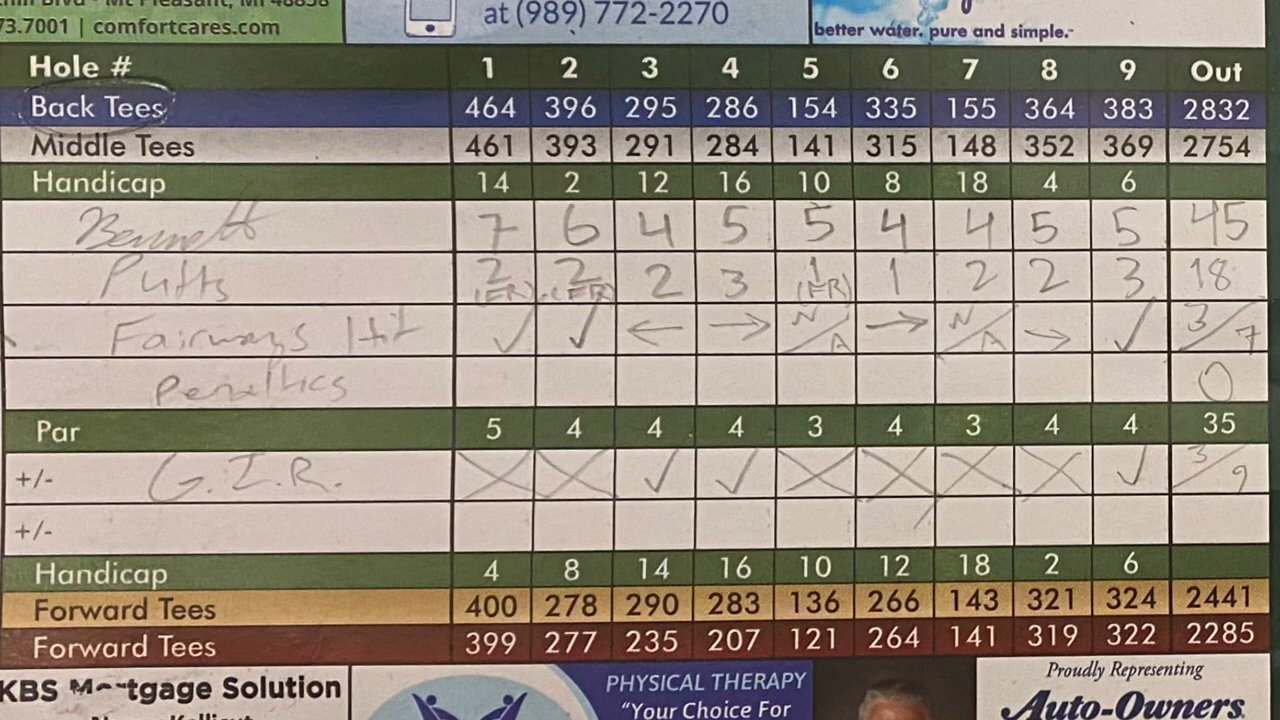 Blvd - Mt Pleasant, MI 48858
73.7001 | comfortcares.com
at (989) 772-2270
better water. pure and simple.™
Hole # 1 2 3 4 5 6 7 8 9 Out
Back Tees 464 396 295 286 154 335 155 364 383 2832
Middle Tees 461 393 291 284 141 315 148 352 369 2754
Handicap 14 2 12 16 10 8 18 4 6
Bennett 7 6 4 5 5 4 4 5 5 45
Putts 2 (FR) 2 (FR) 2 3 1 (FR) 1 2 2 3 18
Fairways Hit ✓ ✓ ← → N/A → N/A → ✓ 3/7
Penalties 0
Par 5 4 4 4 3 4 3 4 4 35
+/- G.I.R. X X ✓ ✓ X X X X ✓ 3/9
+/-
Handicap 4 8 14 16 10 12 18 2 6
Forward Tees 400 278 290 283 136 266 143 321 324 2441
Forward Tees 399 277 235 207 121 264 141 319 322 2285
KBS Mortgage Solution
PHYSICAL THERAPY
"Your Choice For
Proudly Representing
Auto-Owners